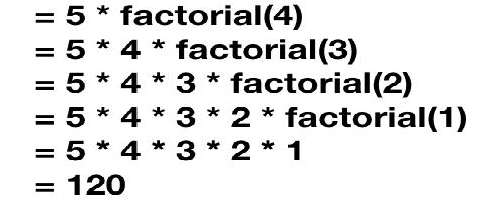 = 5 * factorial(4)
= 5 * 4 * factorial(3)
= 5 * 4 * 3 * factorial(2)
= 5 * 4 * 3 * 2 * factorial(1)
= 5 * 4 * 3 * 2 * 1
= 120